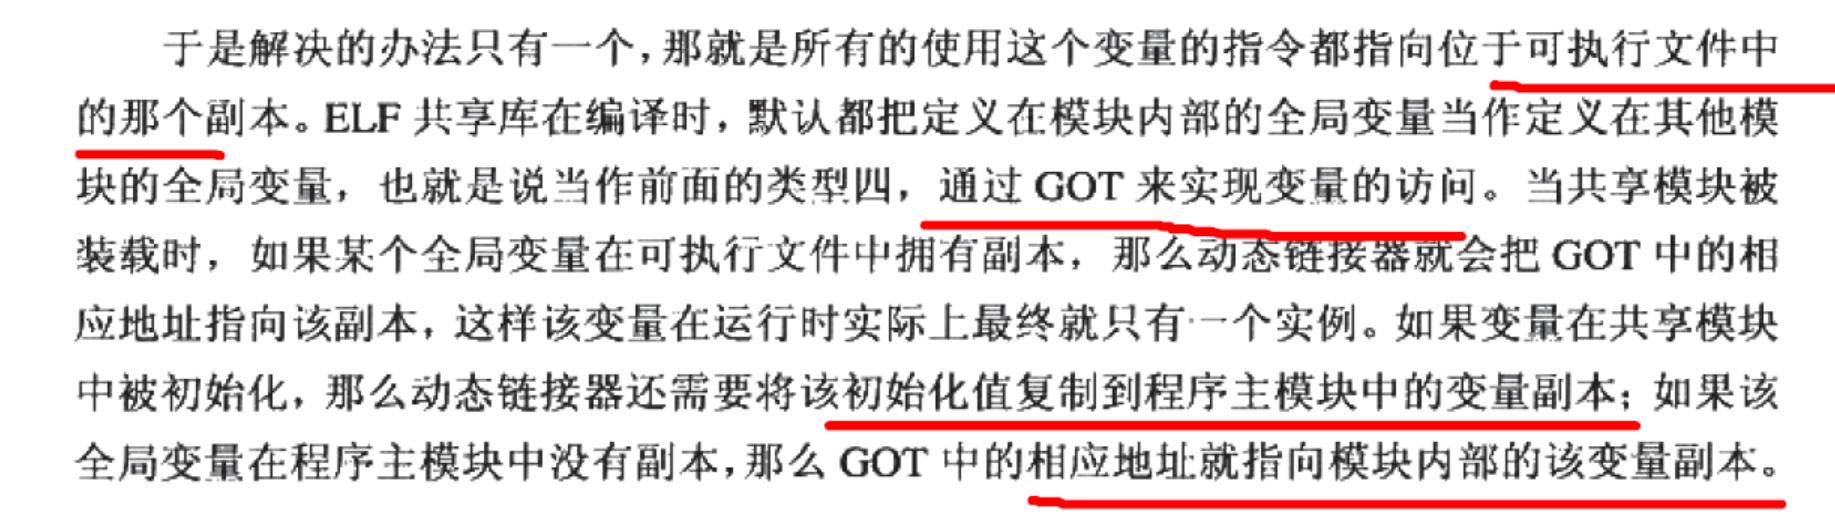 于是解决的办法只有一个，那就是所有的使用这个变量的指令都指向位于可执行文件中
的那个副本。ELF 共享库在编译时，默认都把定义在模块内部的全局变量当作定义在其他模
块的全局变量，也就是说当作前面的类型四，通过 GOT 来实现变量的访问。当共享模块被
装载时，如果某个全局变量在可执行文件中拥有副本，那么动态链接器就会把 GOT 中的相
应地址指向该副本，这样该变量在运行时实际上最终就只有一个实例。如果变量在共享模块
中被初始化，那么动态链接器还需要将该初始化值复制到程序主模块中的变量副本；如果该
全局变量在程序主模块中没有副本，那么 GOT 中的相应地址就指向模块内部的该变量副本。